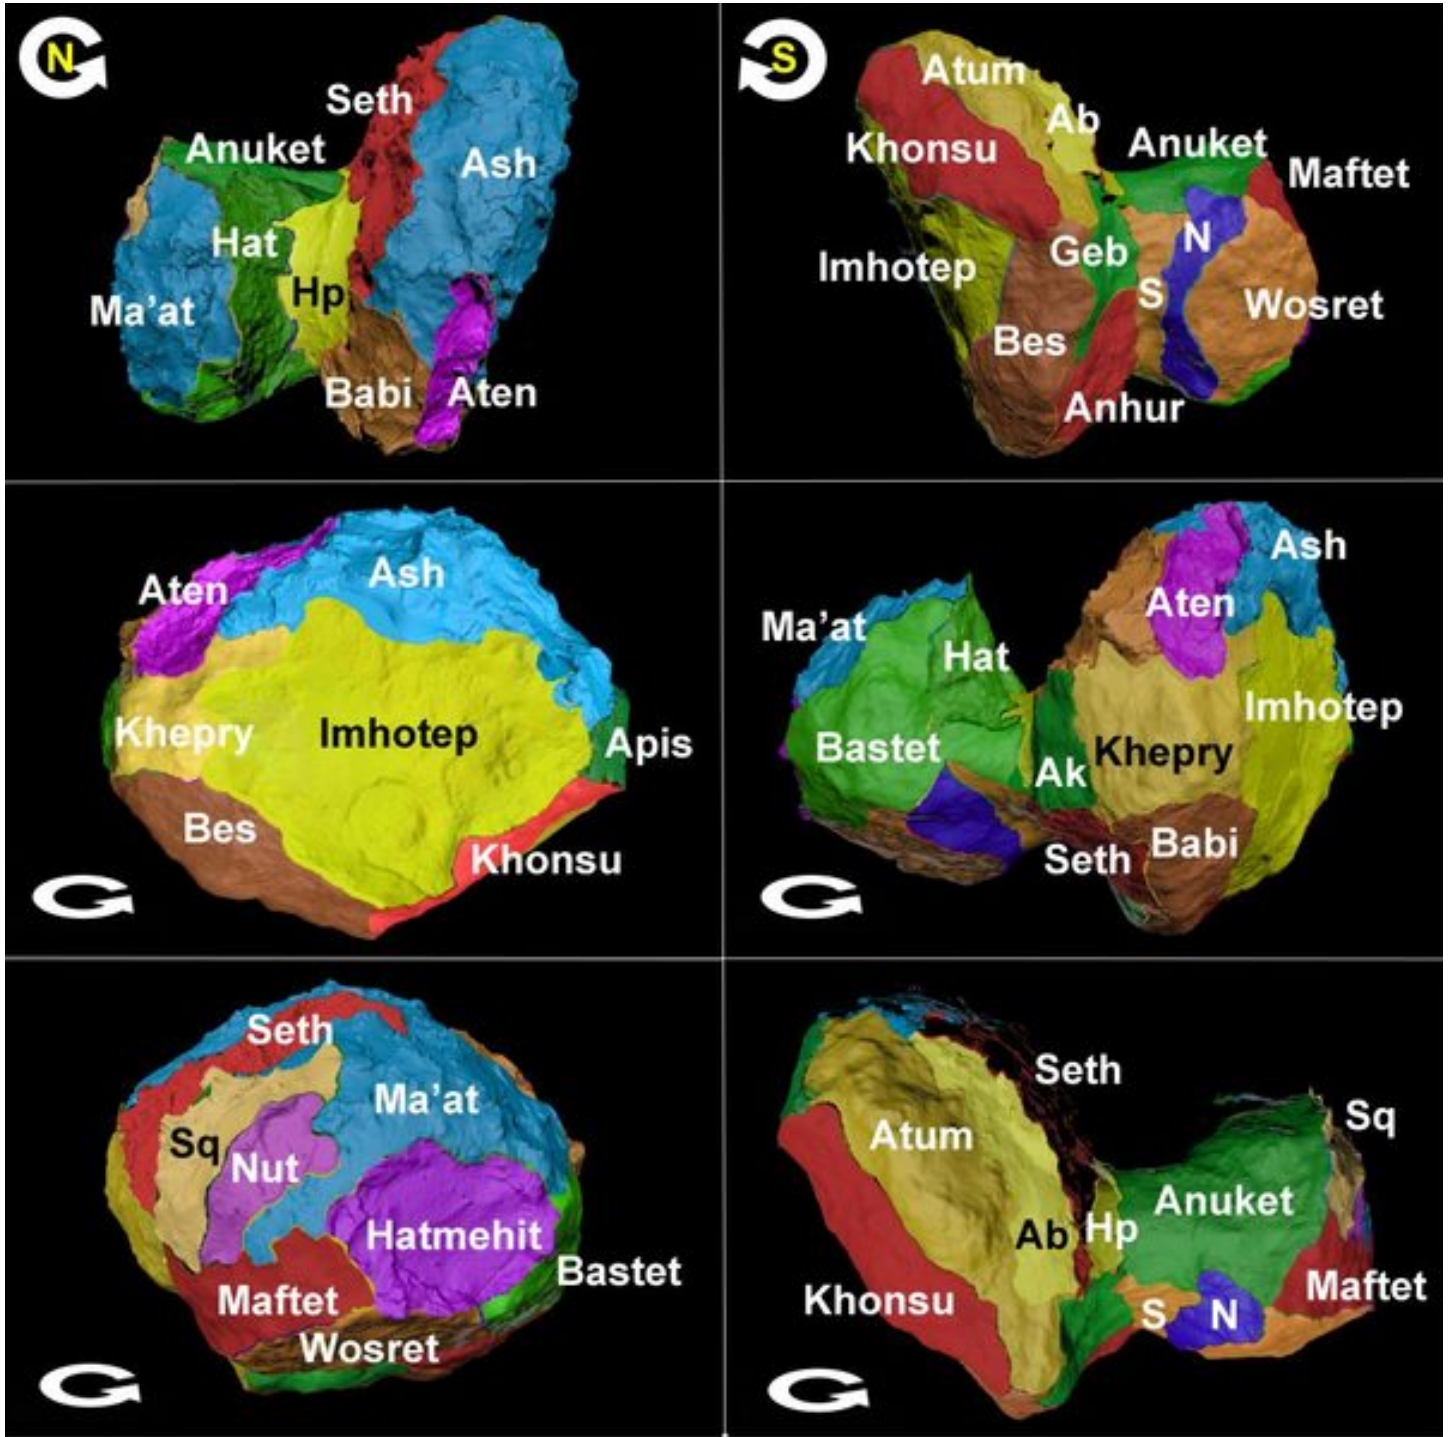 N
Seth
Anuket
Ash
Hat
Hp
Ma'at
Babi
Aten
S
Atum
Ab
Khonsu
Anuket
Maftet
N
Geb
Imhotep
S
Wosret
Bes
Anhur
Ash
Aten
Khepry
Imhotep
Apis
Bes
Khonsu
Ash
Aten
Ma'at
Hat
Imhotep
Bastet
Khepry
Ak
Babi
Seth
Seth
Ma'at
Sq
Nut
Hatmehit
Bastet
Maftet
Wosret
Seth
Sq
Atum
Anuket
Ab
Hp
Khonsu
Maftet
S
N